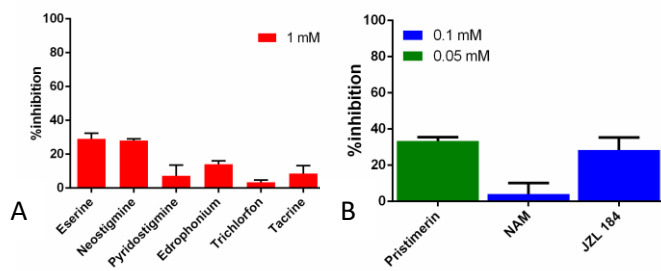 1 mM
%inhibition
100
80
60
40
20
0
Eserine
Neostigmine
Pyridostigmine
Edrophonium
Trichlorfon
Tacrine
A
0.1 mM
0.05 mM
%inhibition
100
80
60
40
20
0
Pristimerin
NAM
JZL 184
B